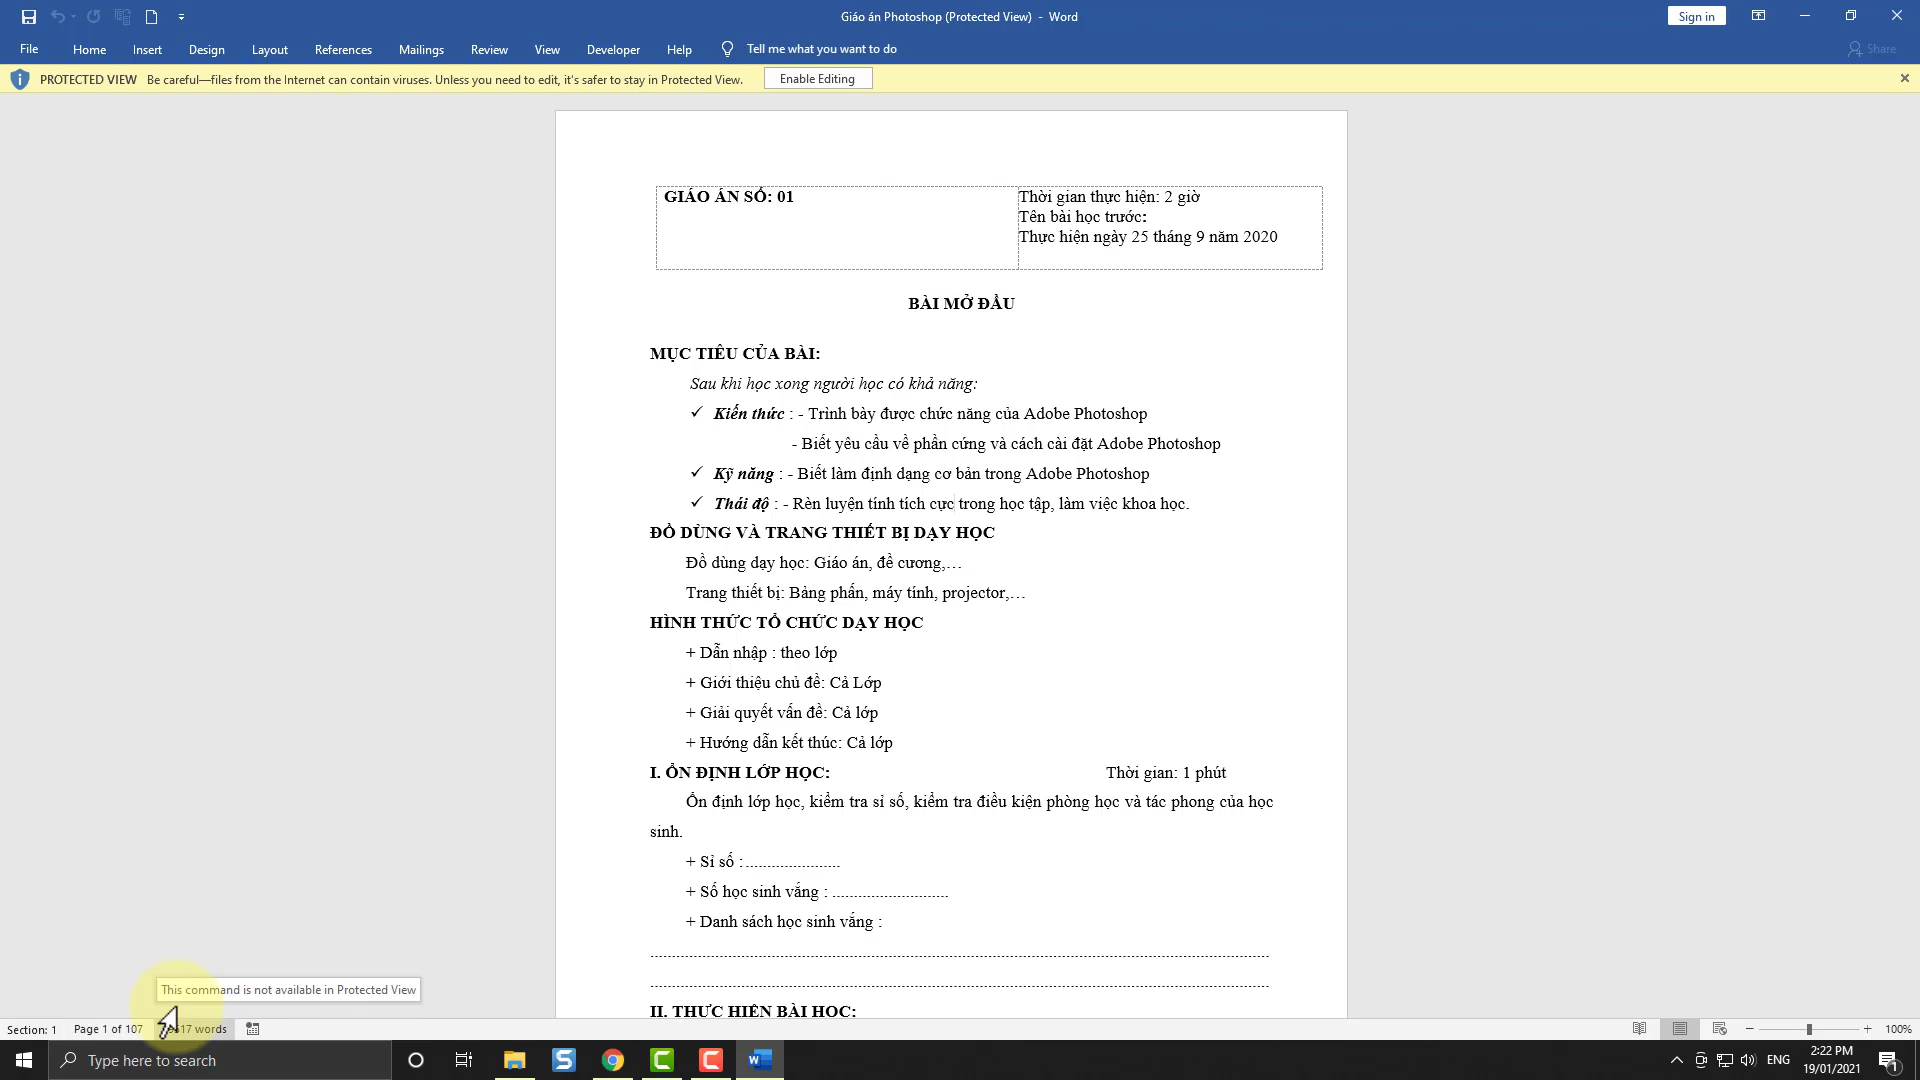 Giáo án Photoshop (Protected View) - Word
Sign in
File Home Insert Design Layout References Mailings Review View Developer Help Tell me what you want to do Share
PROTECTED VIEW Be careful—files from the Internet can contain viruses. Unless you need to edit, it's safer to stay in Protected View. Enable Editing
GIÁO ÁN SỐ: 01
Thời gian thực hiện: 2 giờ
Tên bài học trước:
Thực hiện ngày 25 tháng 9 năm 2020
BÀI MỞ ĐẦU
MỤC TIÊU CỦA BÀI:
Sau khi học xong người học có khả năng:
✓ Kiến thức : - Trình bày được chức năng của Adobe Photoshop
- Biết yêu cầu về phần cứng và cách cài đặt Adobe Photoshop
✓ Kỹ năng : - Biết làm định dạng cơ bản trong Adobe Photoshop
✓ Thái độ : - Rèn luyện tính tích cực trong học tập, làm việc khoa học.
ĐỒ DÙNG VÀ TRANG THIẾT BỊ DẠY HỌC
Đồ dùng dạy học: Giáo án, đề cương,…
Trang thiết bị: Bảng phấn, máy tính, projector,…
HÌNH THỨC TỔ CHỨC DẠY HỌC
+ Dẫn nhập : theo lớp
+ Giới thiệu chủ đề: Cả Lớp
+ Giải quyết vấn đề: Cả lớp
+ Hướng dẫn kết thúc: Cả lớp
I. ỔN ĐỊNH LỚP HỌC: Thời gian: 1 phút
Ổn định lớp học, kiểm tra sỉ số, kiểm tra điều kiện phòng học và tác phong của học
sinh.
+ Sỉ số :......................
+ Số học sinh vắng : ...........................
+ Danh sách học sinh vắng :
II. THỰC HIỆN BÀI HỌC:
This command is not available in Protected View
Section: 1 Page 1 of 107 words 100%
Type here to search
ENG
2:22 PM
19/01/2021
1